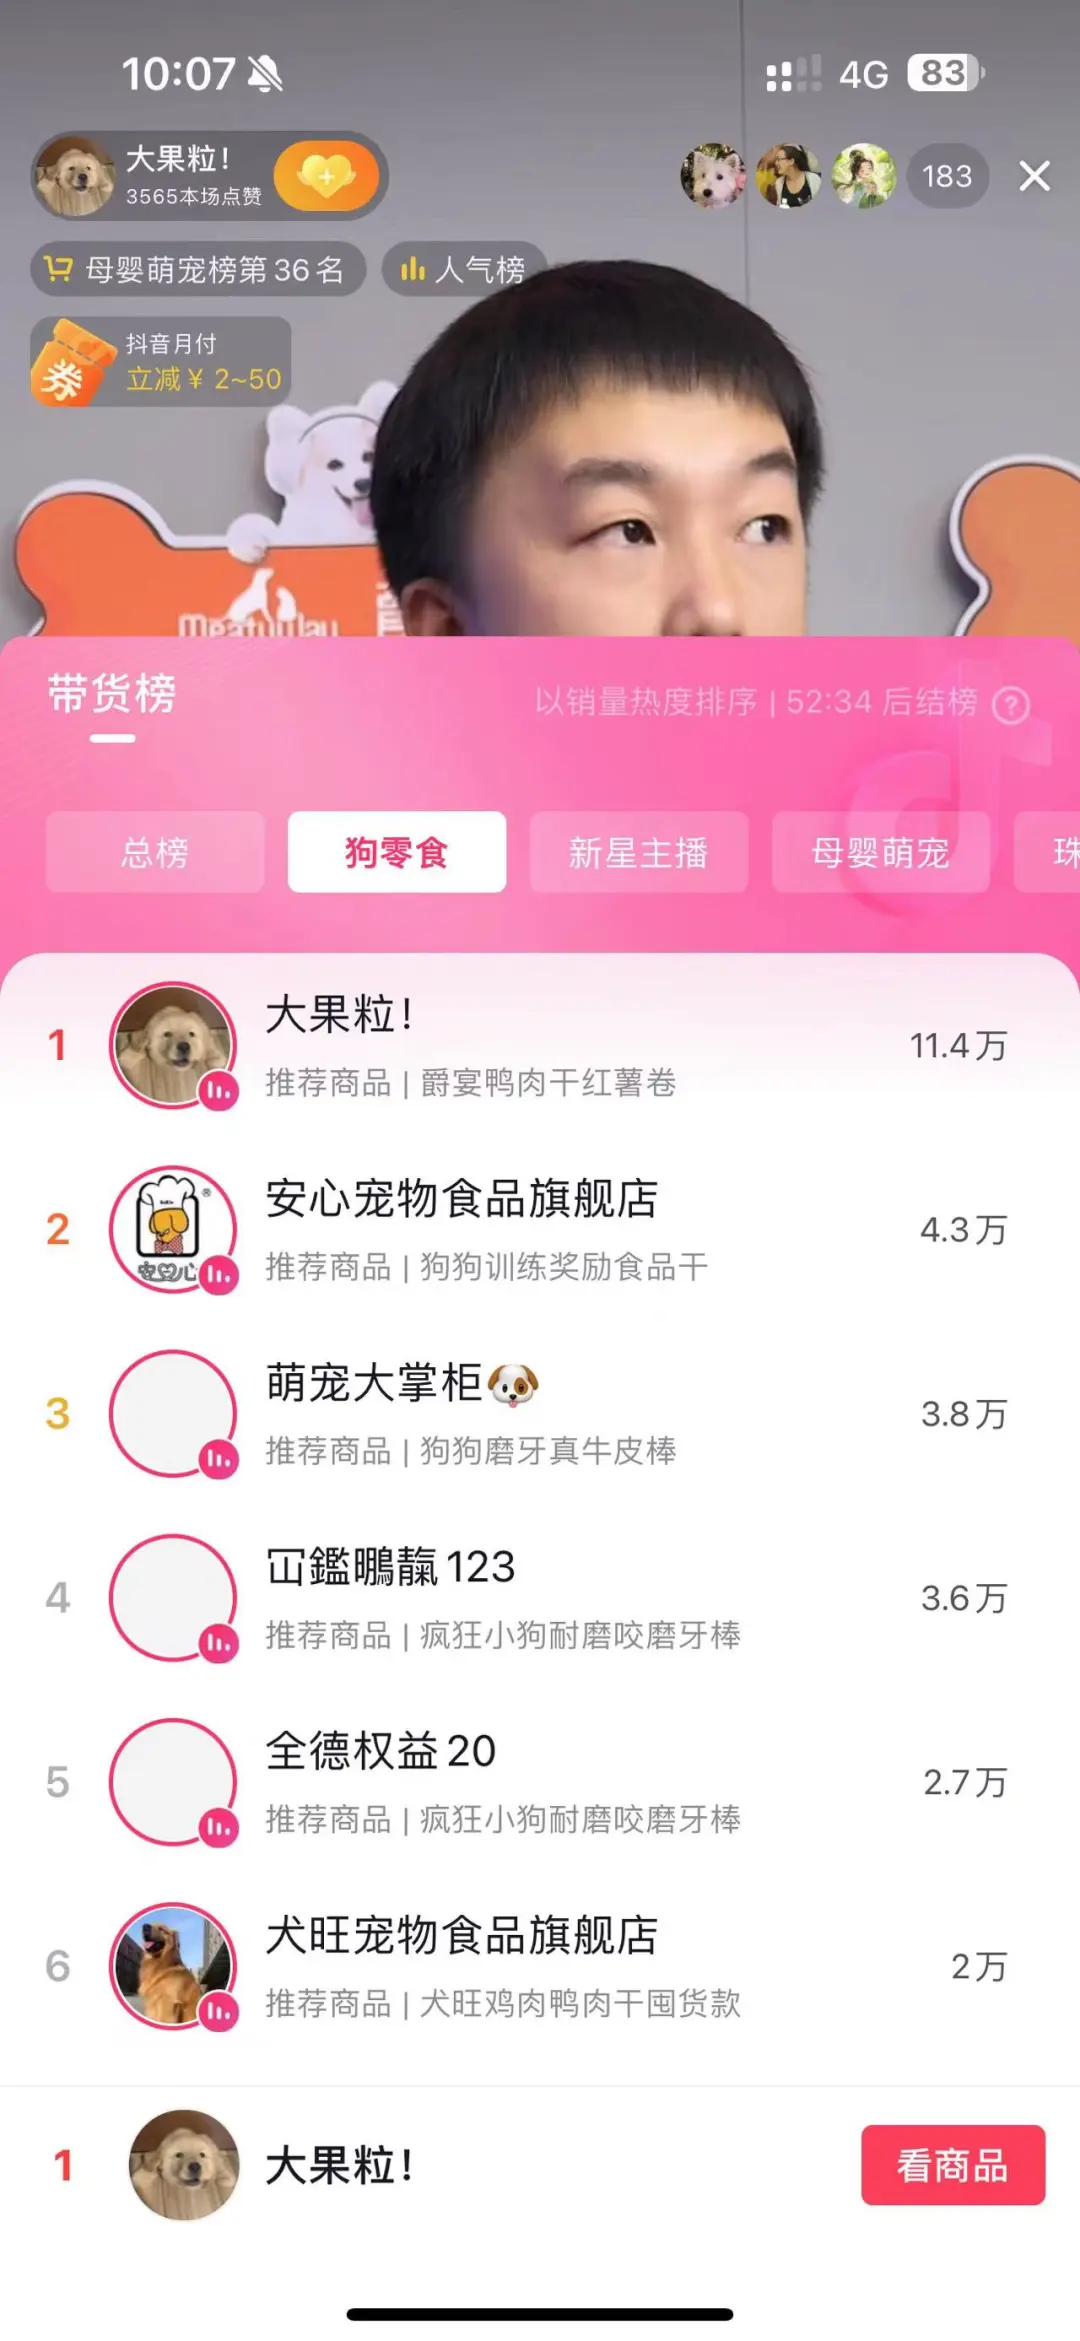 10:07
4G
83
大果粒！
3565本场点赞
183
母婴萌宠榜第36名
人气榜
券
抖音月付
立减¥ 2~50
带货榜
以销量热度排序 | 52:34 后结榜
?
总榜
狗零食
新星主播
母婴萌宠
珠
1
大果粒！
11.4万
推荐商品 | 爵宴鸭肉干红薯卷
2
安心宠物食品旗舰店
4.3万
推荐商品 | 狗狗训练奖励食品干
3
萌宠大掌柜🐶
3.8万
推荐商品 | 狗狗磨牙真牛皮棒
4
123
3.6万
推荐商品 | 疯狂小狗耐磨咬磨牙棒
5
全德权益20
2.7万
推荐商品 | 疯狂小狗耐磨咬磨牙棒
6
犬旺宠物食品旗舰店
2万
推荐商品 | 犬旺鸡肉鸭肉干囤货款
1
大果粒！
看商品